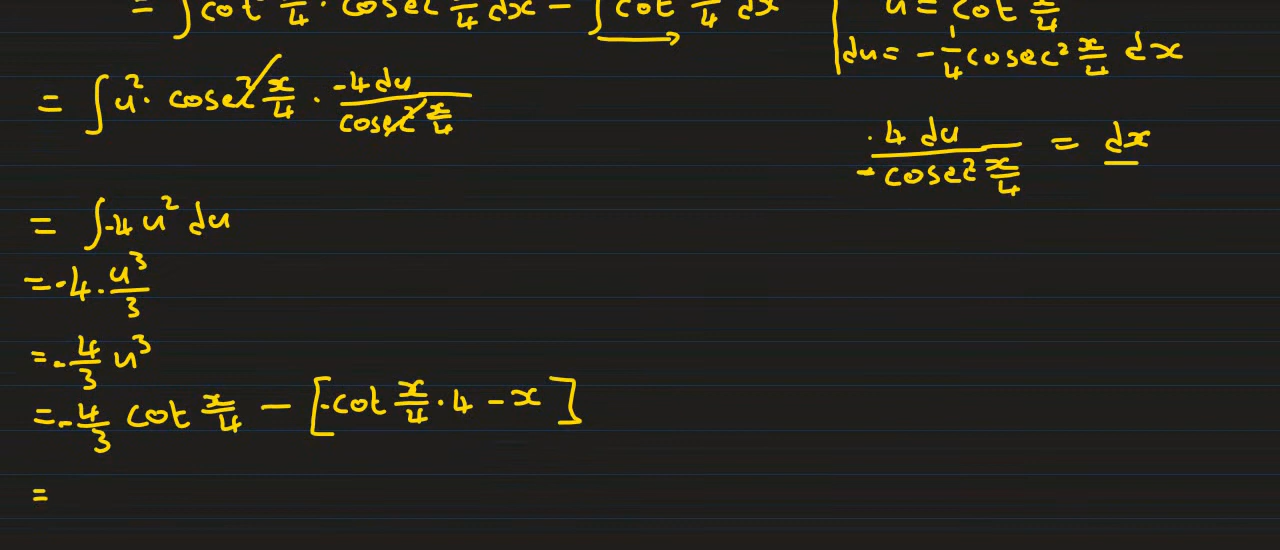 = ∫cot² x/4 · cosec² x/4 dx − ∫cot² x/4 dx
u = cot x/4
du = -1/4 cosec² x/4 dx
= ∫u² · cosec² x/4 · -4 du / cosec² x/4
·4 du / -cosec² x/4 = dx
= ∫-4 u² du
= -4 · u³/3
= -4/3 u³
= -4/3 cot x/4 − [-cot x/4 · 4 − x]
=